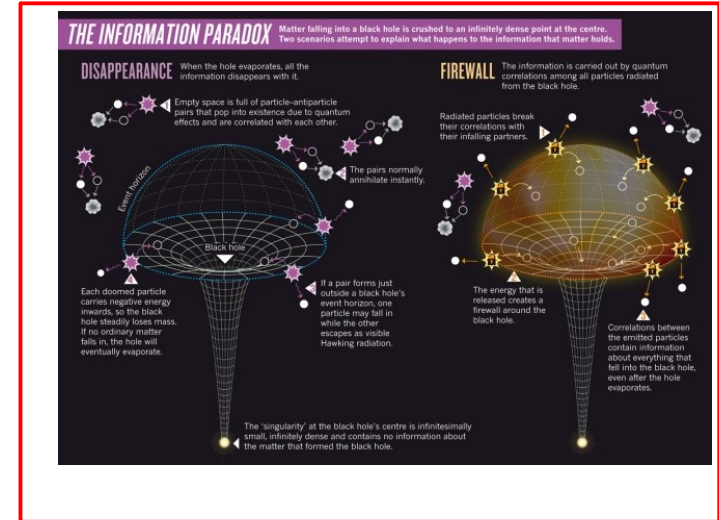 THE INFORMATION PARADOX
Matter falling into a black hole is crushed to an infinitely dense point at the centre.
Two scenarios attempt to explain what happens to the information that matter holds.
DISAPPEARANCE
When the hole evaporates, all the
information disappears with it.
1
Empty space is full of particle–antiparticle
pairs that pop into existence due to quantum
effects and are correlated with each other.
2
The pairs normally
annihilate instantly.
Event horizon
Black hole
3
If a pair forms just
outside a black hole's
event horizon, one
particle may fall in
while the other
escapes as visible
Hawking radiation.
4
Each doomed particle
carries negative energy
inwards, so the black
hole steadily loses mass.
If no ordinary matter
falls in, the hole will
eventually evaporate.
The 'singularity' at the black hole's centre is infinitesimally
small, infinitely dense and contains no information about
the matter that formed the black hole.
FIREWALL
The information is carried out by quantum
correlations among all particles radiated
from the black hole.
Radiated particles break
their correlations with
their infalling partners.
1
2
The energy that is
released creates a
firewall around the
black hole.
3
Correlations between
the emitted particles
contain information
about everything that
fell into the black hole,
even after the hole
evaporates.